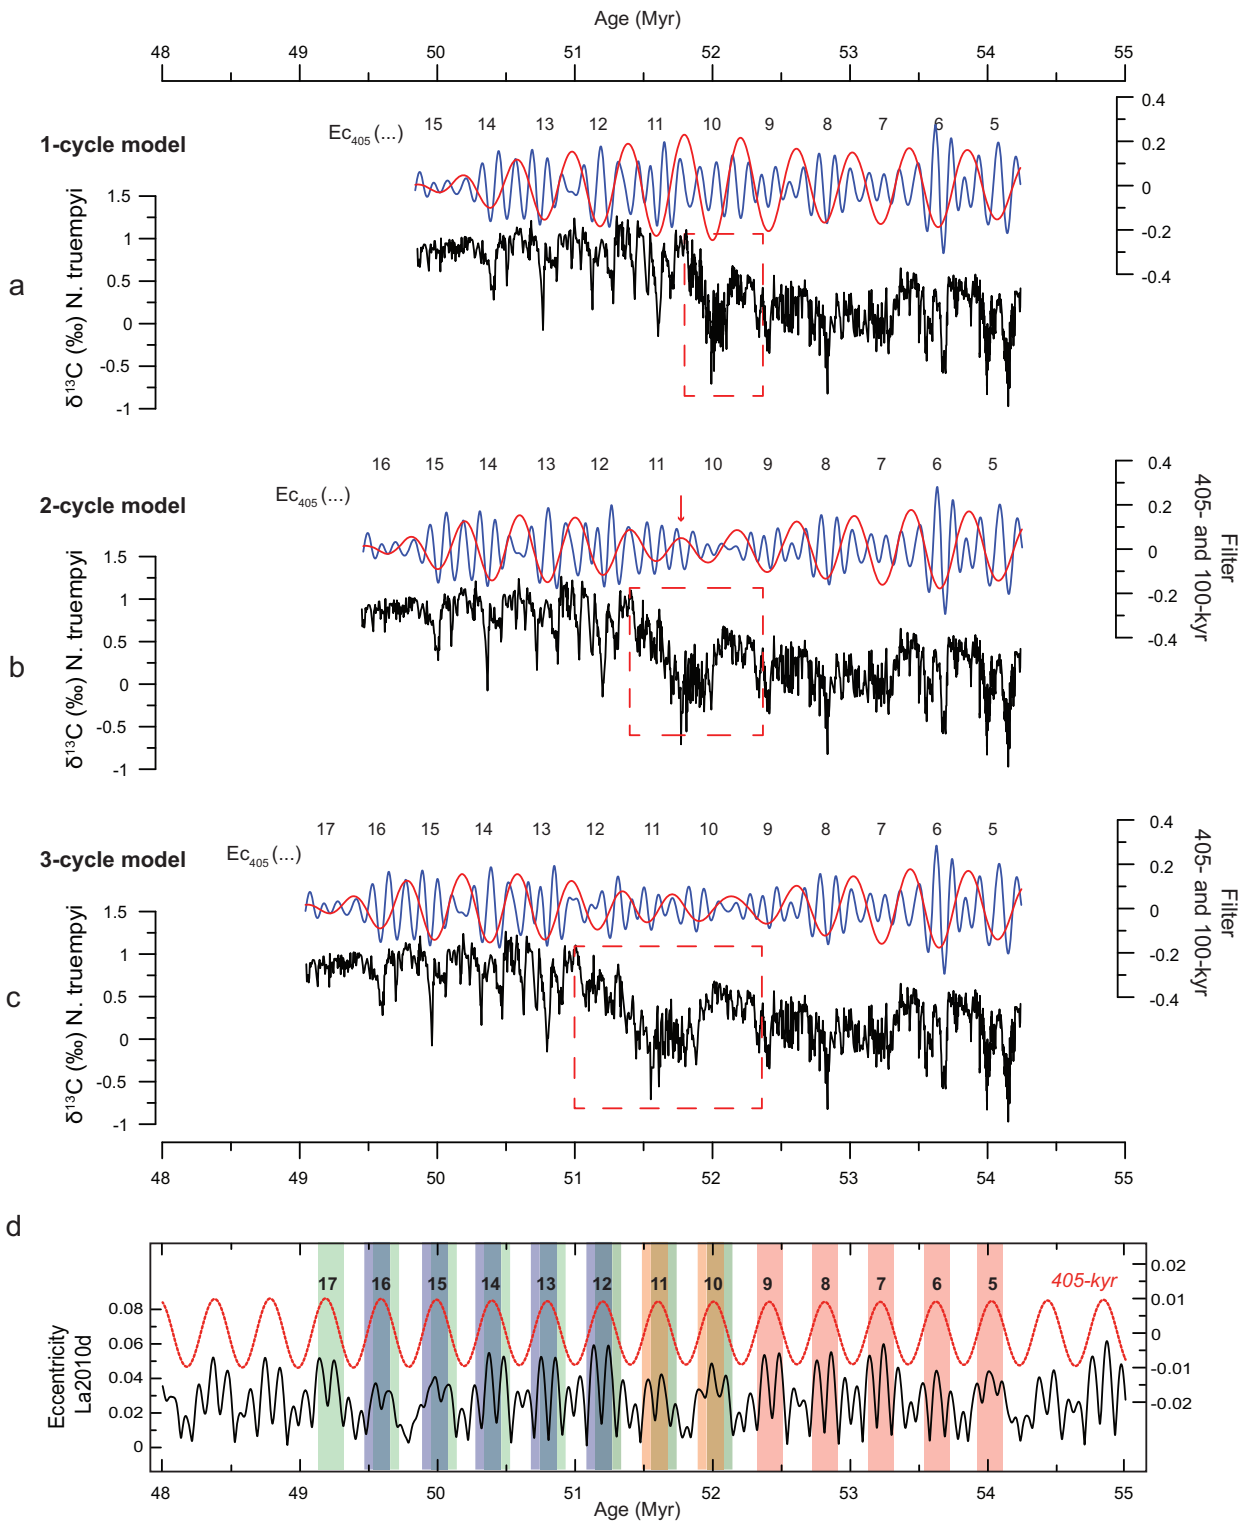 Age (Myr)
48 49 50 51 52 53 54 55
1-cycle model
Ec405 (...)
15 14 13 12 11 10 9 8 7 6 5
0.4
0.2
0
-0.2
-0.4
a
δ13C (‰) N. truempyi
1.5
1
0.5
0
-0.5
-1
2-cycle model
Ec405 (...)
16 15 14 13 12 11 10 9 8 7 6 5
0.4
0.2
0
-0.2
-0.4
Filter
405- and 100-kyr
b
δ13C (‰) N. truempyi
1.5
1
0.5
0
-0.5
-1
3-cycle model
Ec405 (...)
17 16 15 14 13 12 11 10 9 8 7 6 5
0.4
0.2
0
-0.2
-0.4
Filter
405- and 100-kyr
c
δ13C (‰) N. truempyi
1.5
1
0.5
0
-0.5
-1
48 49 50 51 52 53 54 55
d
17 16 15 14 13 12 11 10 9 8 7 6 5
405-kyr
Eccentricity
La2010d
0.08
0.06
0.04
0.02
0
0.02
0.01
0
-0.01
-0.02
48 49 50 51 52 53 54 55
Age (Myr)